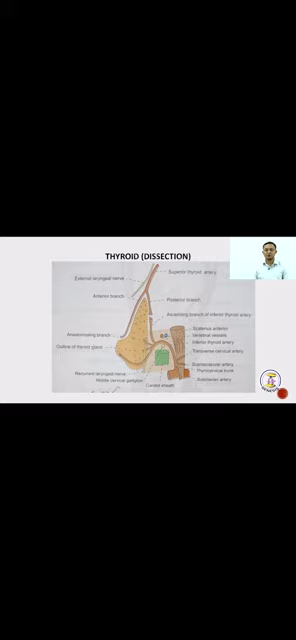 THYROID (DISSECTION)
Superior thyroid artery
External laryngeal nerve
Anterior branch
Posterior branch
Ascending branch of inferior thyroid artery
Scalenus anterior
Anastomosing branch
Vertebral vessels
Inferior thyroid artery
Outline of thyroid gland
Transverse cervical artery
Suprascapular artery
Thyrocervical trunk
Recurrent laryngeal nerve
Middle cervical ganglion
Subclavian artery
Carotid sheath